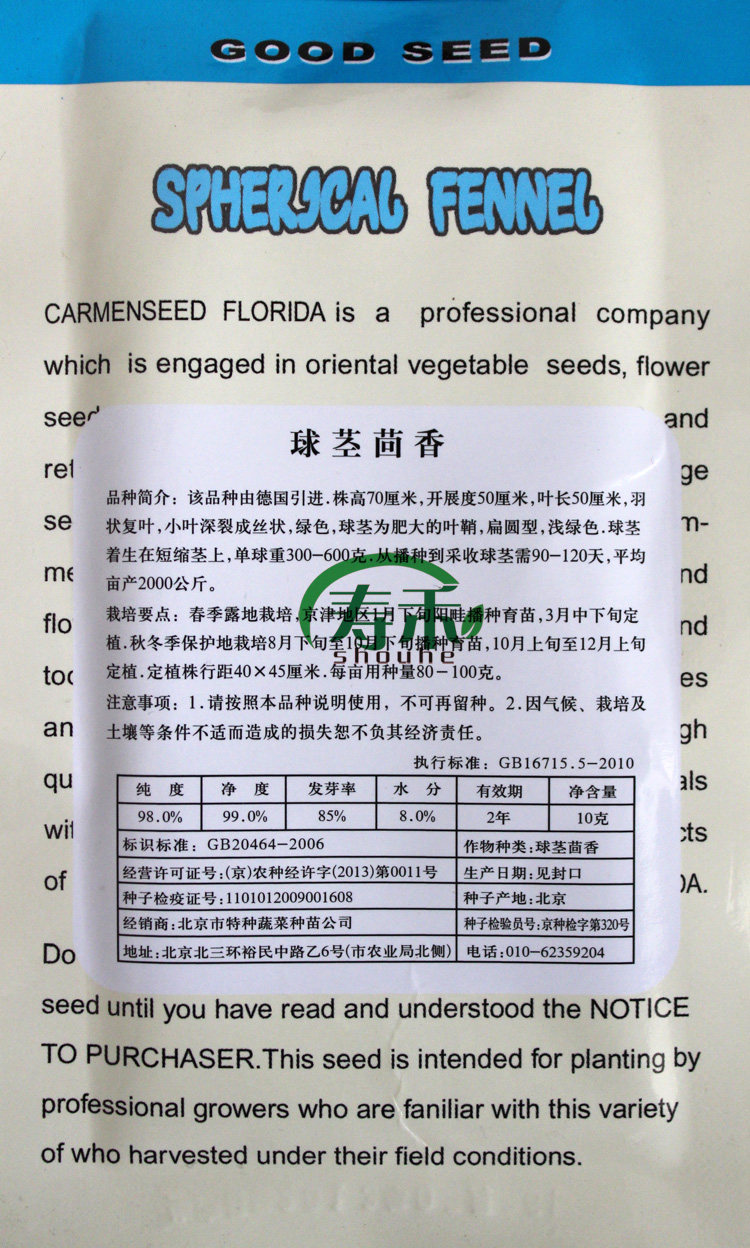 GOOD SEED
SPHERICAL FENNEL
CARMENSEED FLORIDA is a professional company
which is engaged in oriental vegetable seeds, flower
and
球茎茴香
品种简介：该品种由德国引进.株高70厘米,开展度50厘米,叶长50厘米,羽
状复叶,小叶深裂成丝状,绿色,球茎为肥大的叶鞘,扁圆型,浅绿色.球茎
着生在短缩茎上,单球重300-600克.从播种到采收球茎需90-120天,平均
亩产2000公斤。
栽培要点：春季露地栽培,京津地区1月下旬阳畦播种育苗,3月中下旬定
植.秋冬季保护地栽培8月下旬至10月下旬播种育苗,10月上旬至12月上旬
定植.定植株行距40×45厘米.每亩用种量80-100克。
寿禾
shouhe
注意事项：1.请按照本品种说明使用，不可再留种。2.因气候、栽培及
土壤等条件不适而造成的损失恕不负其经济责任。
执行标准：GB16715.5-2010
纯 度 净 度 发芽率 水 分 有效期 净含量
98.0% 99.0% 85% 8.0% 2年 10克
标识标准：GB20464-2006 作物种类:球茎茴香
经营许可证号:(京)农种经许字(2013)第0011号 生产日期:见封口
种子检疫证号:1101012009001608 种子产地:北京
经销商:北京市特种蔬菜种苗公司 种子检验员号:京种检字第320号
地址:北京北三环裕民中路乙6号(市农业局北侧) 电话:010-62359204
of
Do
seed until you have read and understood the NOTICE
TO PURCHASER.This seed is intended for planting by
professional growers who are faniliar with this variety
of who harvested under their field conditions.